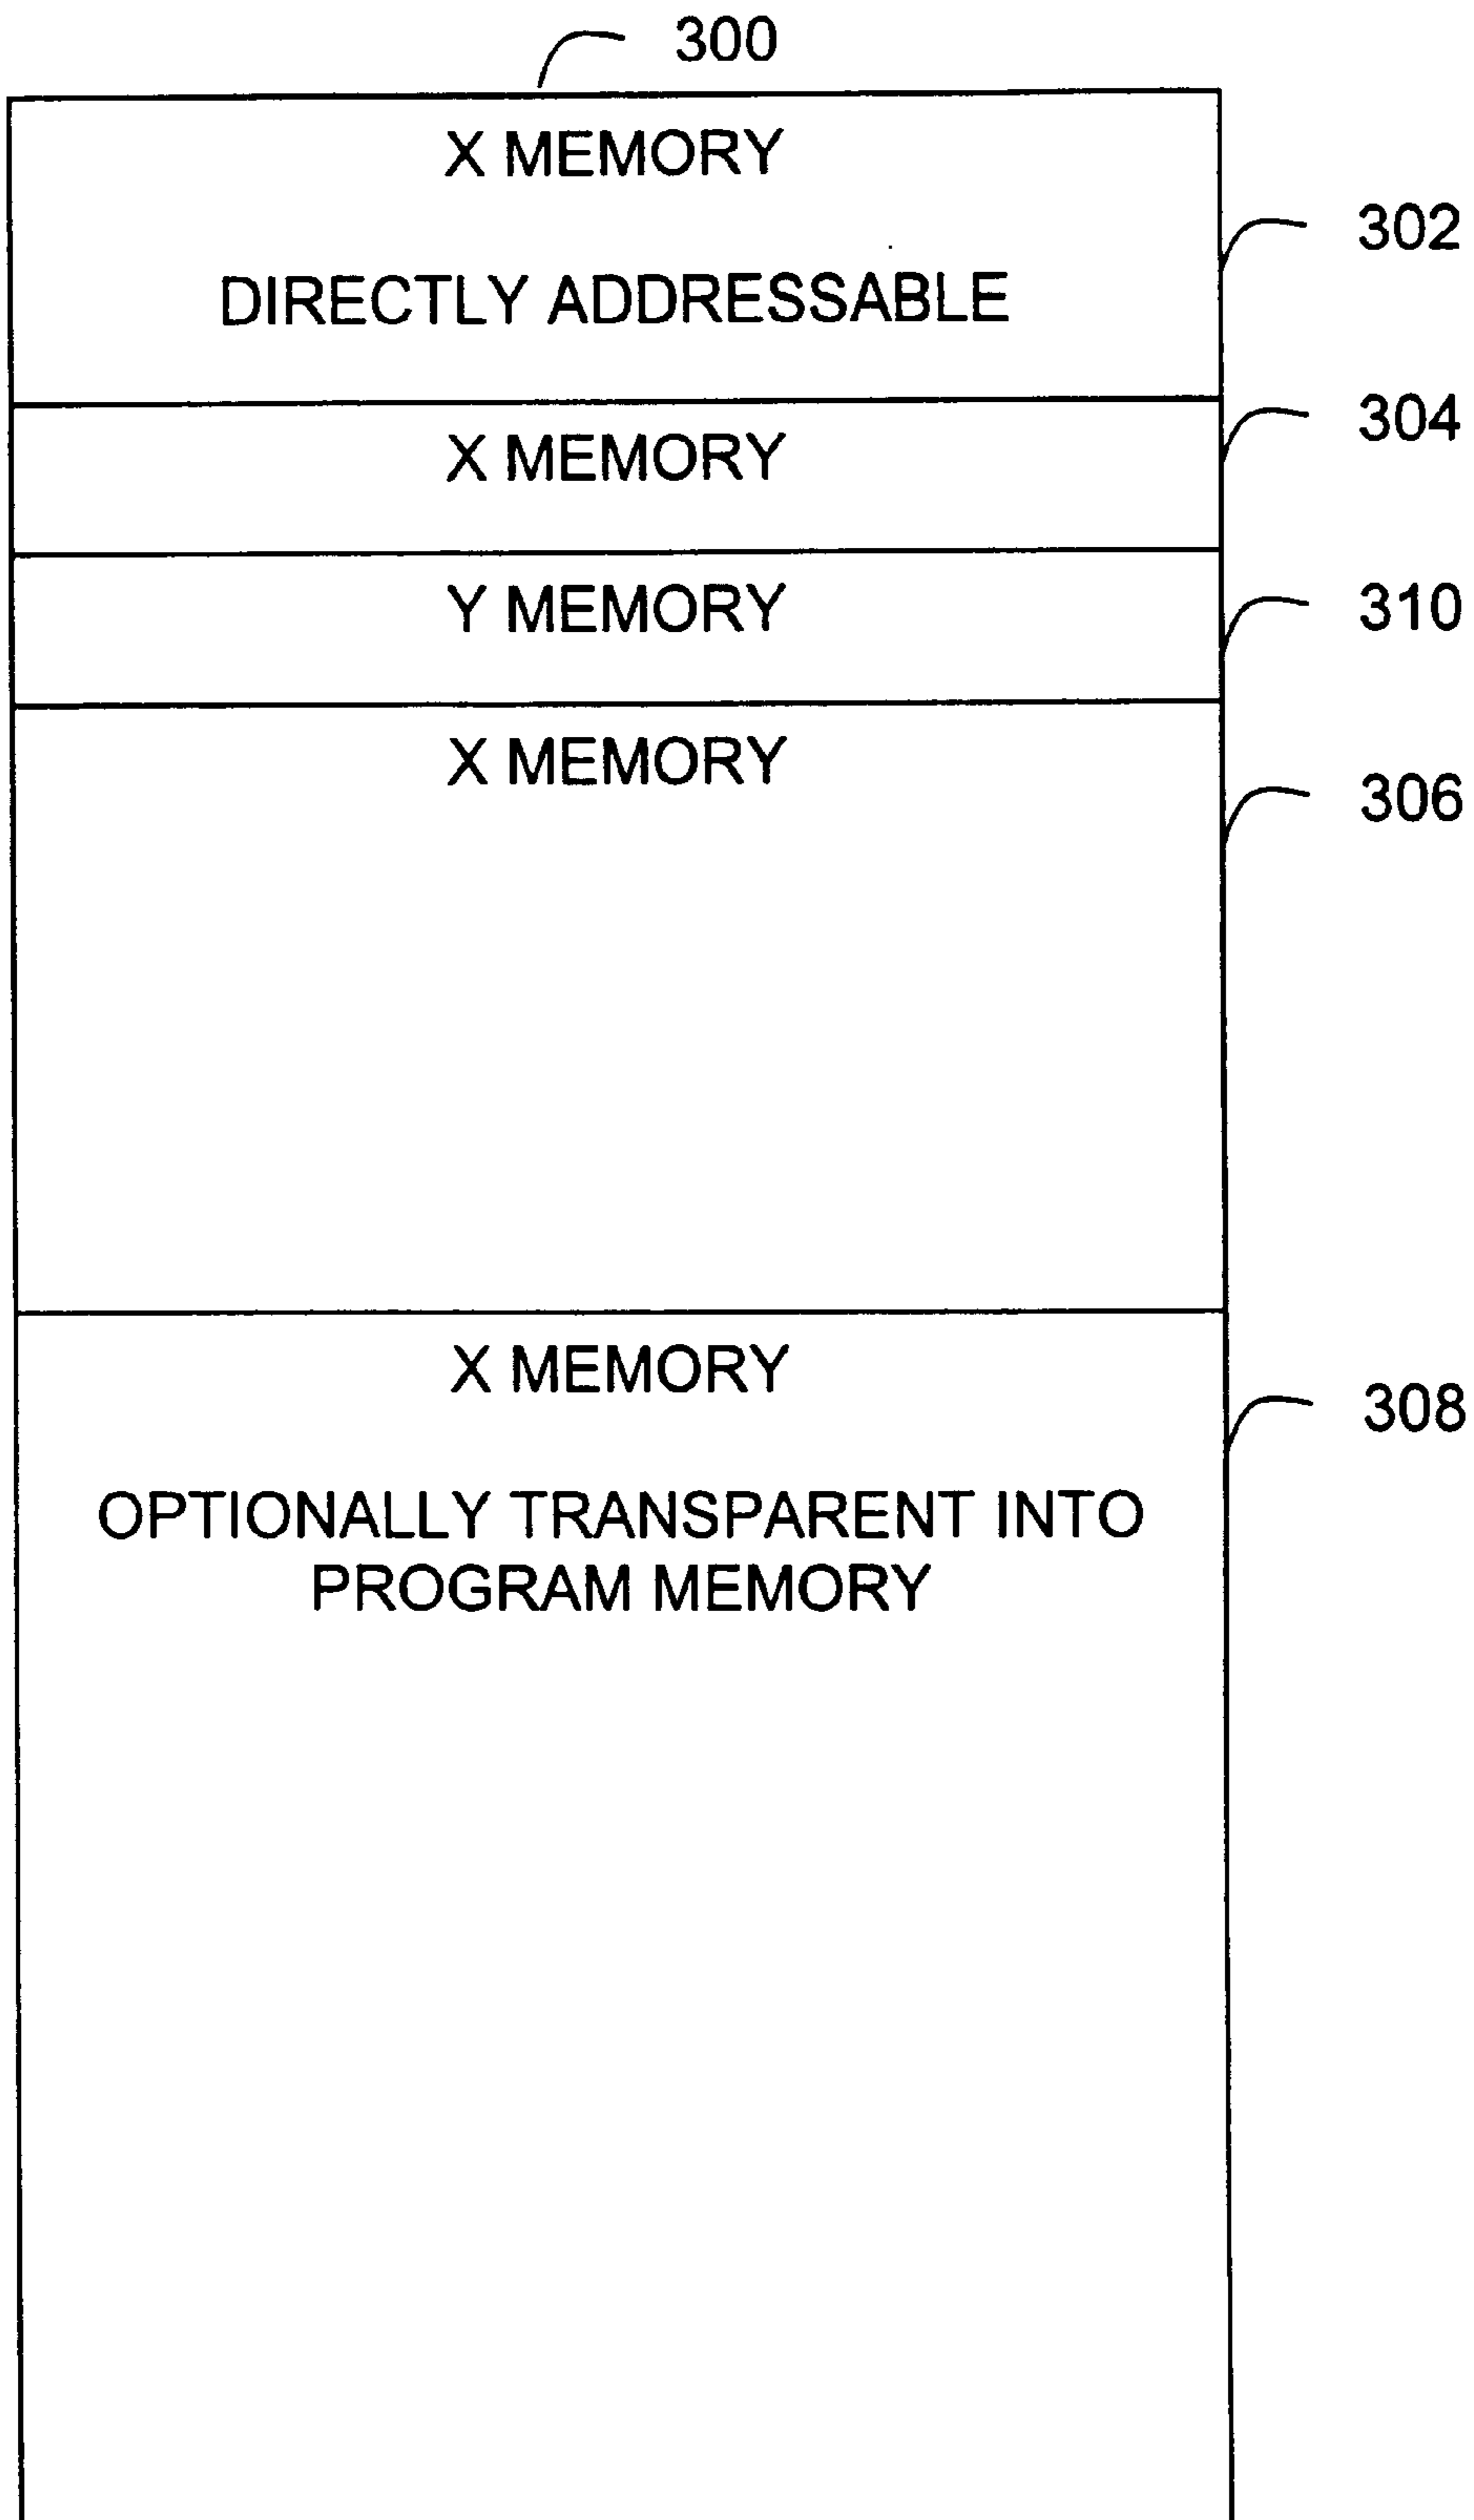 300
X MEMORY
302
DIRECTLY ADDRESSABLE
304
X MEMORY
Y MEMORY
310
X MEMORY
306
X MEMORY
308
OPTIONALLY TRANSPARENT INTO
PROGRAM MEMORY